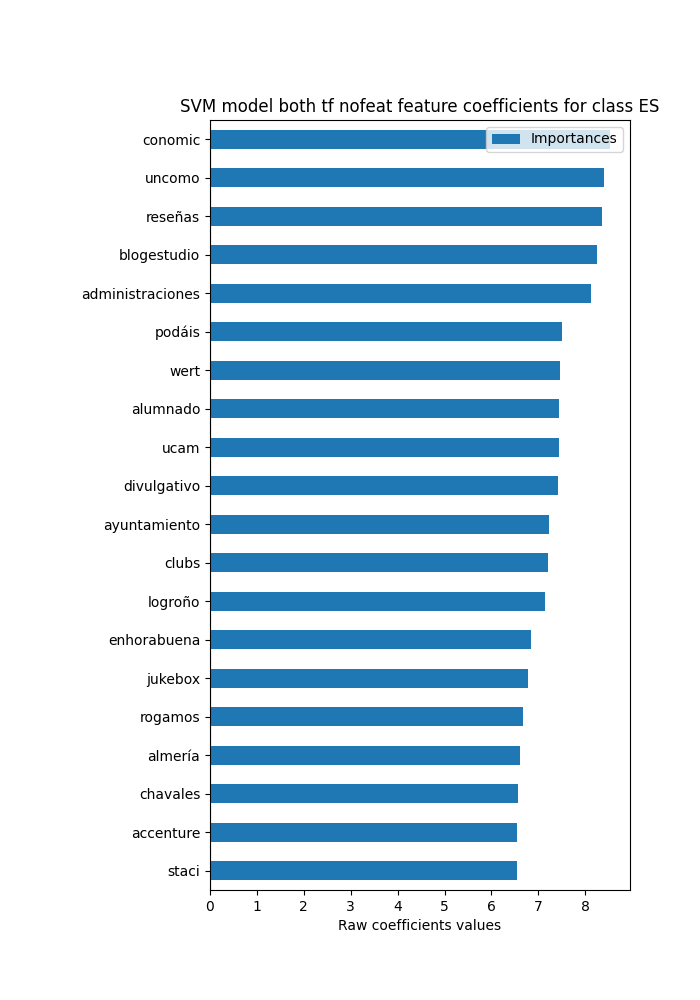 SVM model both tf nofeat feature coefficients for class ES
Importances
conomic
uncomo
reseñas
blogestudio
administraciones
podáis
wert
alumnado
ucam
divulgativo
ayuntamiento
clubs
logroño
enhorabuena
jukebox
rogamos
almería
chavales
accenture
staci
0 1 2 3 4 5 6 7 8
Raw coefficients values